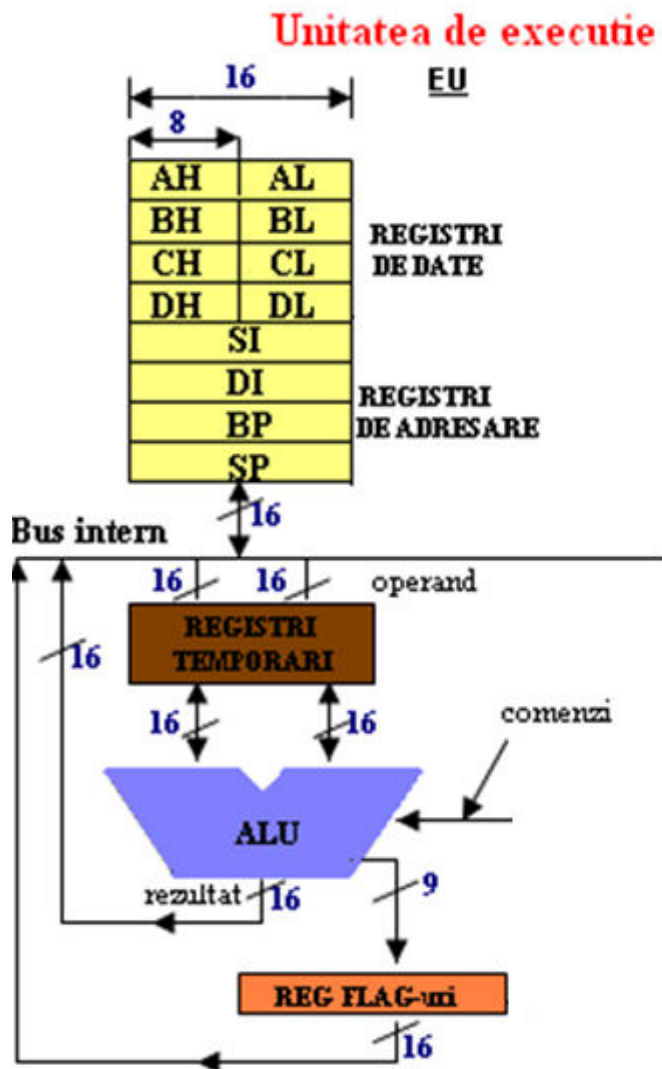 Unitatea de executie
EU
16
8
AH AL
BH BL
CH CL
DH DL
REGISTRI
DE DATE
SI
DI
BP
SP
REGISTRI
DE ADRESARE
16
Bus intern
16 16 operand
REGISTRI
TEMPORARI
16
16 16
comenzi
ALU
rezultat 16 9
REG FLAG-uri
16